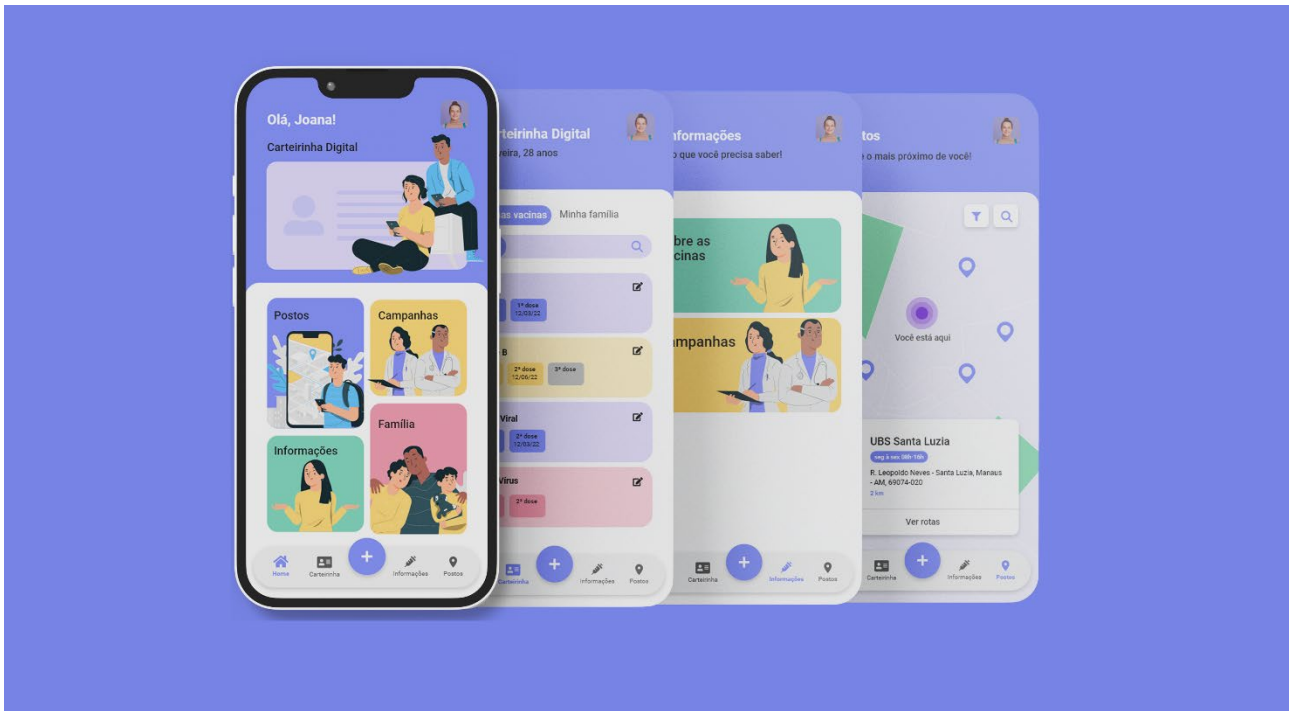 Olá, Joana!
Carteirinha Digital
Postos
Campanhas
Informações
Família
Home
Carteirinha
+
Informações
Postos
rteirinha Digital
reira, 28 anos
as vacinas
Minha família
1ª dose
12/03/22
B
2ª dose
12/06/22
3ª dose
Viral
2ª dose
12/03/22
Vírus
2ª dose
Carteirinha
+
Informações
Postos
nformações
o que você precisa saber!
bre as
cinas
mpanhas
Carteirinha
+
Informações
Postos
tos
o mais próximo de você!
Você está aqui
UBS Santa Luzia
seg à sex 08h-16h
R. Leopoldo Neves - Santa Luzia, Manaus
- AM, 69074-020
2 km
Ver rotas
Carteirinha
+
Informações
Postos